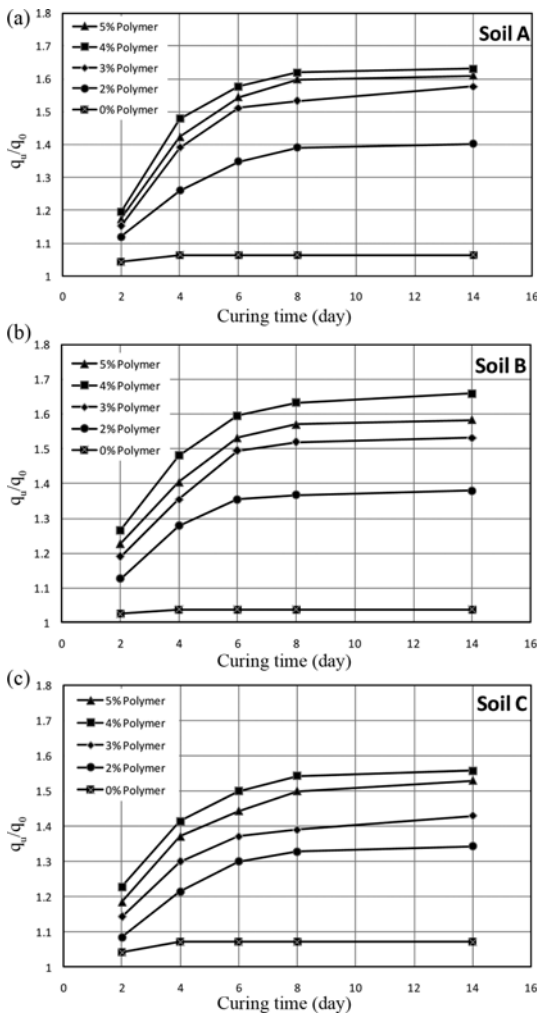 (a)
Soil A
5% Polymer
4% Polymer
3% Polymer
2% Polymer
0% Polymer
qu/q0
1.8
1.7
1.6
1.5
1.4
1.3
1.2
1.1
1
0 2 4 6 8 10 12 14 16
Curing time (day)
(b)
Soil B
5% Polymer
4% Polymer
3% Polymer
2% Polymer
0% Polymer
qu/q0
1.8
1.7
1.6
1.5
1.4
1.3
1.2
1.1
1
0 2 4 6 8 10 12 14 16
Curing time (day)
(c)
Soil C
5% Polymer
4% Polymer
3% Polymer
2% Polymer
0% Polymer
qu/q0
1.8
1.7
1.6
1.5
1.4
1.3
1.2
1.1
1
0 2 4 6 8 10 12 14 16
Curing time (day)